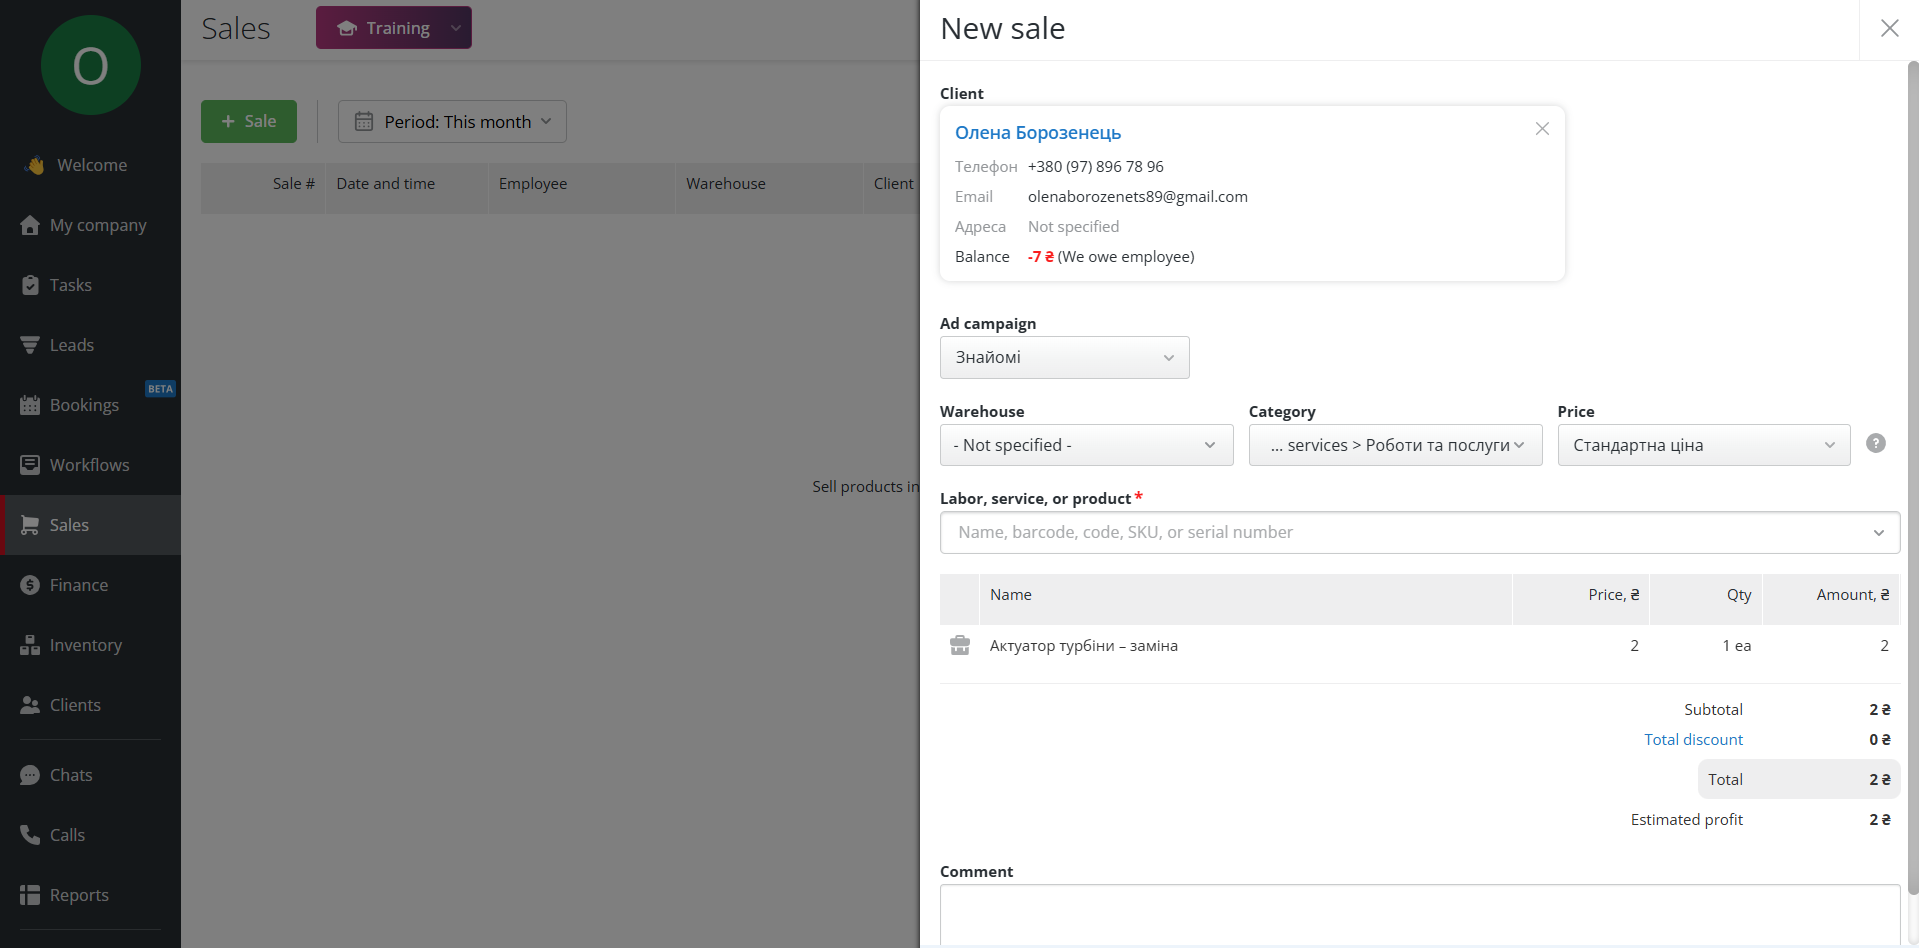 O
Welcome
My company
Tasks
Leads
BETA
Bookings
Workflows
Sales
Finance
Inventory
Clients
Chats
Calls
Reports
Sales
Training
+ Sale
Period: This month
Sale # Date and time Employee Warehouse Client
Sell products in
New sale
Client
Олена Борозенець
Телефон +380 (97) 896 78 96
Email olenaborozenets89@gmail.com
Адреса Not specified
Balance -7 ₴ (We owe employee)
Ad campaign
Знайомі
Warehouse Category Price
- Not specified - ... services > Роботи та послуги Стандартна ціна ?
Labor, service, or product *
Name, barcode, code, SKU, or serial number
Name Price, ₴ Qty Amount, ₴
Актуатор турбіни – заміна 2 1 ea 2
Subtotal 2 ₴
Total discount 0 ₴
Total 2 ₴
Estimated profit 2 ₴
Comment